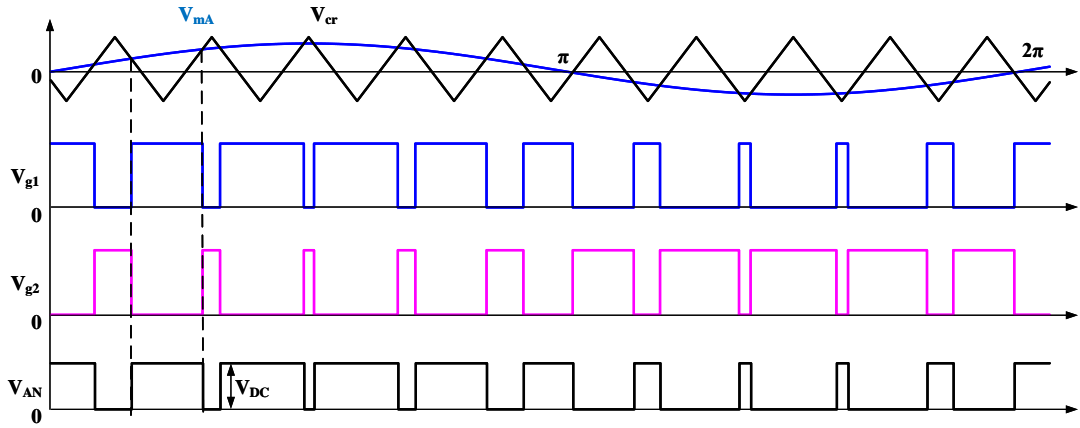 V_mA V_cr
0 π 2π
V_g1
0
V_g2
0
V_AN V_DC
0